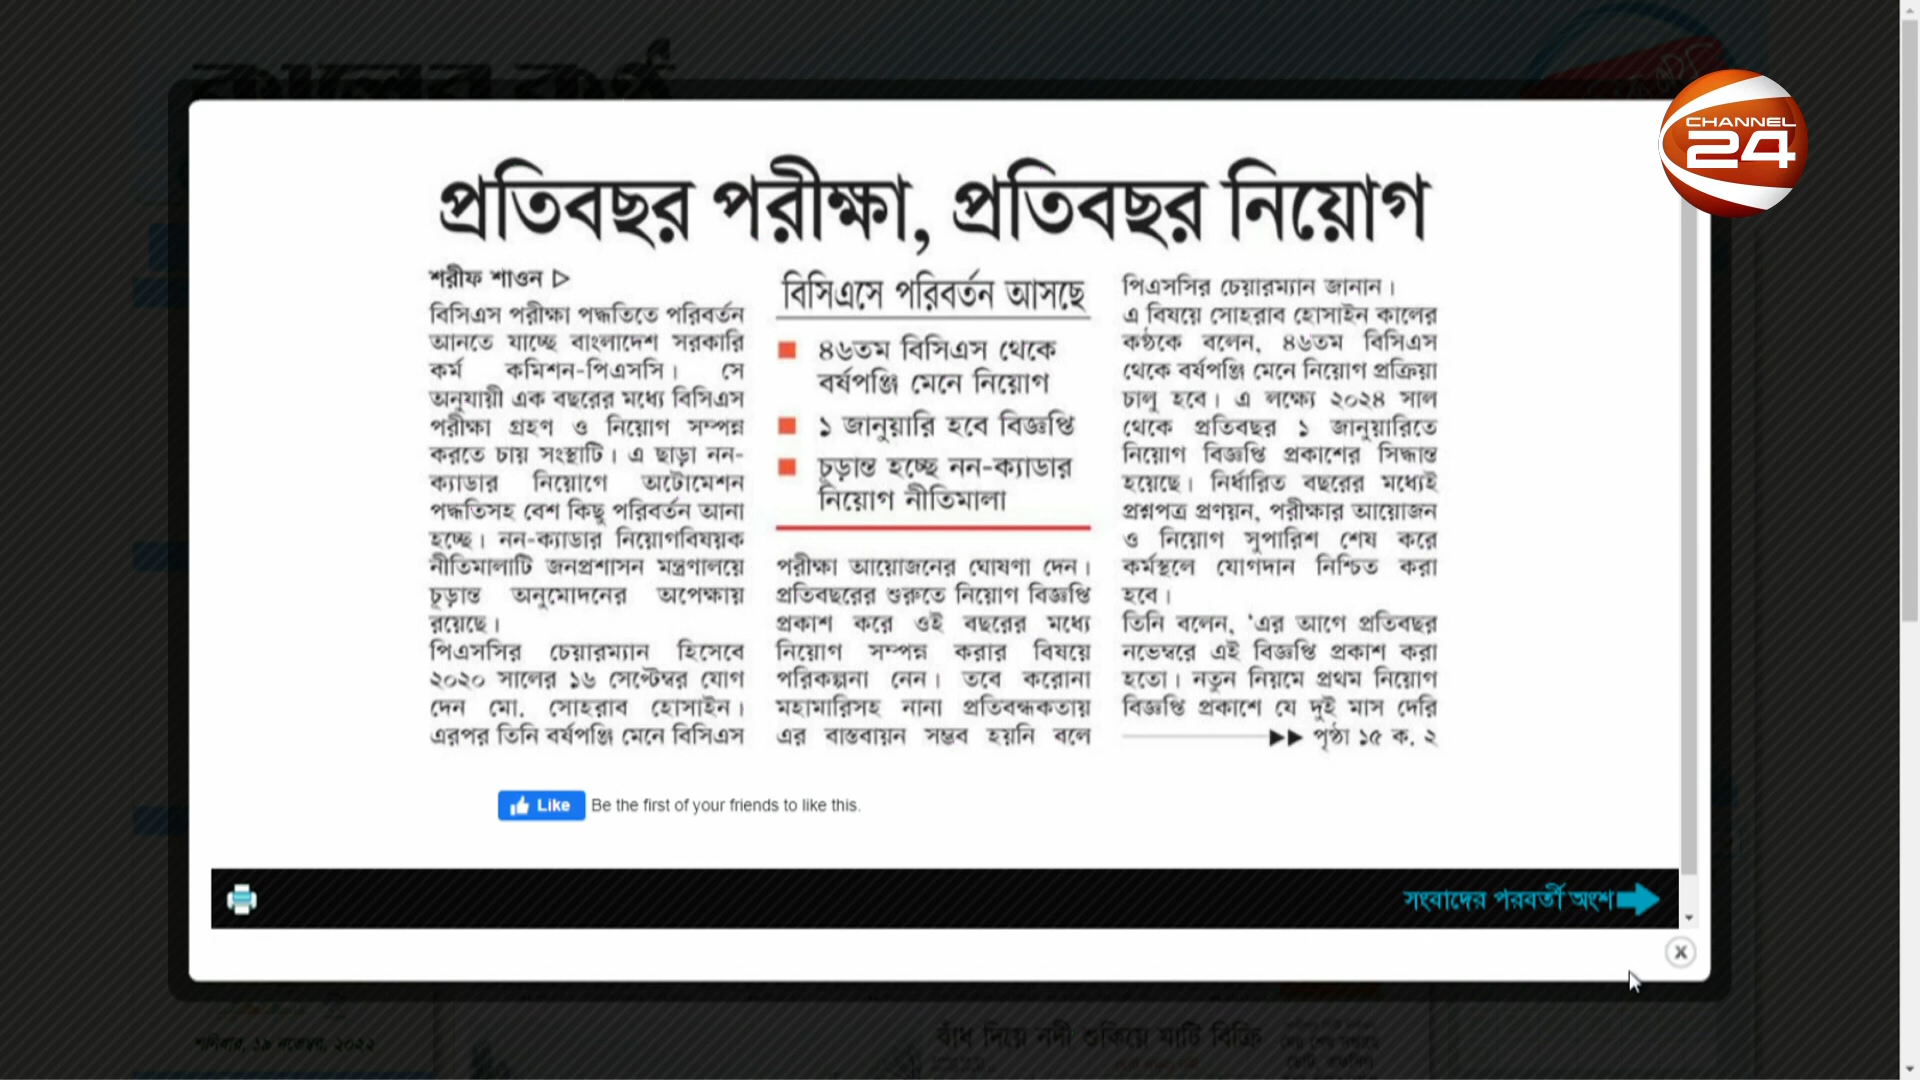 কালের কণ্ঠ
CHANNEL
24
প্রতিবছর পরীক্ষা, প্রতিবছর নিয়োগ
শরীফ শাওন
বিসিএস পরীক্ষা পদ্ধতিতে পরিবর্তন
আনতে যাচ্ছে বাংলাদেশ সরকারি
কর্ম কমিশন-পিএসসি। সে
অনুযায়ী এক বছরের মধ্যে বিসিএস
পরীক্ষা গ্রহণ ও নিয়োগ সম্পন্ন
করতে চায় সংস্থাটি। এ ছাড়া নন-
ক্যাডার নিয়োগে অটোমেশন
পদ্ধতিসহ বেশ কিছু পরিবর্তন আনা
হচ্ছে। নন-ক্যাডার নিয়োগবিষয়ক
নীতিমালাটি জনপ্রশাসন মন্ত্রণালয়ে
চূড়ান্ত অনুমোদনের অপেক্ষায়
রয়েছে।
পিএসসির চেয়ারম্যান হিসেবে
২০২০ সালের ১৬ সেপ্টেম্বর যোগ
দেন মো. সোহরাব হোসাইন।
এরপর তিনি বর্ষপঞ্জি মেনে বিসিএস
বিসিএসে পরিবর্তন আসছে
৪৬তম বিসিএস থেকে
বর্ষপঞ্জি মেনে নিয়োগ
১ জানুয়ারি হবে বিজ্ঞপ্তি
চূড়ান্ত হচ্ছে নন-ক্যাডার
নিয়োগ নীতিমালা
পরীক্ষা আয়োজনের ঘোষণা দেন।
প্রতিবছরের শুরুতে নিয়োগ বিজ্ঞপ্তি
প্রকাশ করে ওই বছরের মধ্যে
নিয়োগ সম্পন্ন করার বিষয়ে
পরিকল্পনা নেন। তবে করোনা
মহামারিসহ নানা প্রতিবন্ধকতায়
এর বাস্তবায়ন সম্ভব হয়নি বলে
পিএসসির চেয়ারম্যান জানান।
এ বিষয়ে সোহরাব হোসাইন কালের
কণ্ঠকে বলেন, ৪৬তম বিসিএস
থেকে বর্ষপঞ্জি মেনে নিয়োগ প্রক্রিয়া
চালু হবে। এ লক্ষ্যে ২০২৪ সাল
থেকে প্রতিবছর ১ জানুয়ারিতে
নিয়োগ বিজ্ঞপ্তি প্রকাশের সিদ্ধান্ত
হয়েছে। নির্ধারিত বছরের মধ্যেই
প্রশ্নপত্র প্রণয়ন, পরীক্ষার আয়োজন
ও নিয়োগ সুপারিশ শেষ করে
কর্মস্থলে যোগদান নিশ্চিত করা
হবে।
তিনি বলেন, 'এর আগে প্রতিবছর
নভেম্বরে এই বিজ্ঞপ্তি প্রকাশ করা
হতো। নতুন নিয়মে প্রথম নিয়োগ
বিজ্ঞপ্তি প্রকাশে যে দুই মাস দেরি
পৃষ্ঠা ১৫ ক. ২
Like Be the first of your friends to like this.
সংবাদের পরবর্তী অংশ
শনিবার, ১৯ নভেম্বর, ২০২২
বাঁধ দিয়ে নদী শুকিয়ে মাটি বিক্রি